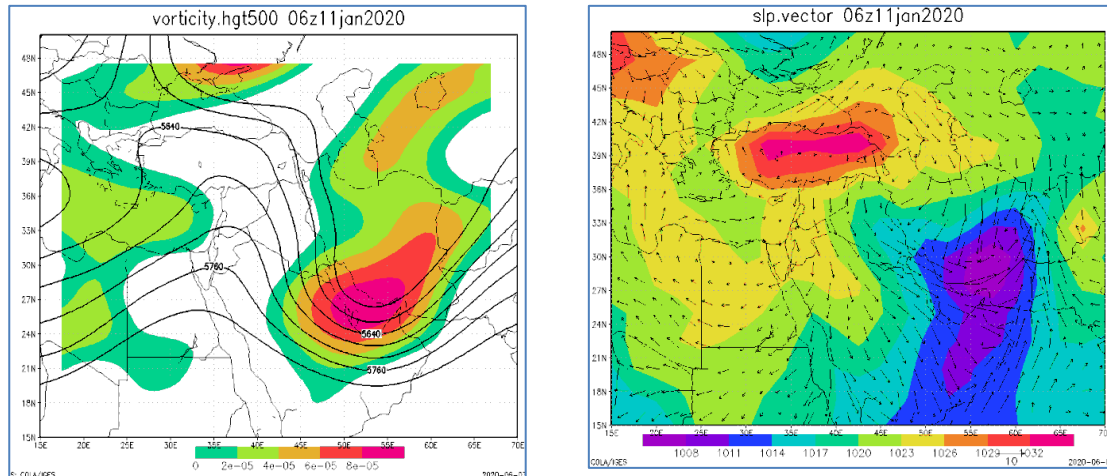 vorticity.hgt500 06z11jan2020
48N
45N
42N
39N
36N
33N
30N
27N
24N
21N
18N
15N
15E 20E 25E 30E 35E 40E 45E 50E 55E 60E 65E 70E
5640
5760
5640
5760
0 2e-05 4e-05 6e-05 8e-05
S: COLA/IGES
slp.vector 06z11jan2020
48N
45N
42N
39N
36N
33N
30N
27N
24N
21N
18N
15N
15E 20E 25E 30E 35E 40E 45E 50E 55E 60E 65E 70E
1008 1011 1014 1017 1020 1023 1026 1029 1032
10
COLA/IGES